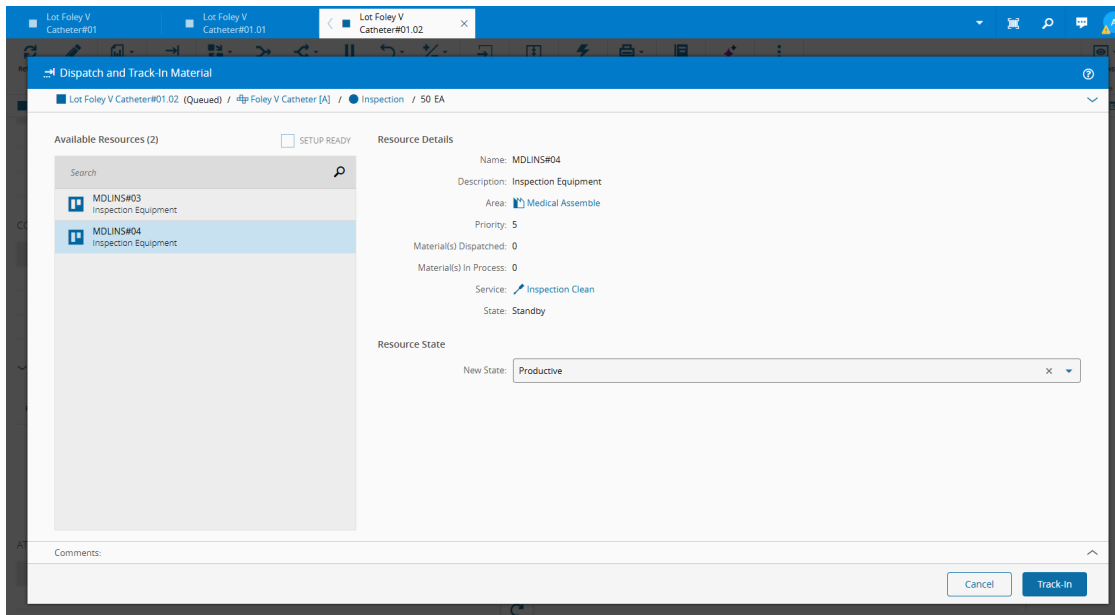 Lot Foley V
Catheter#01
Lot Foley V
Catheter#01.01
Lot Foley V
Catheter#01.02
Dispatch and Track-In Material
Lot Foley V Catheter#01.02 (Queued) / Foley Catheter [A] / Inspection / 50 EA
Available Resources (2)
SETUP READY
Search
MDLINS#03
Inspection Equipment
MDLINS#04
Inspection Equipment
Resource Details
Name: MDLINS#04
Description: Inspection Equipment
Area: Medical Assemble
Priority: 5
Material(s) Dispatched: 0
Material(s) In Process: 0
Service: Inspection Clean
State: Standby
Resource State
New State: Productive
Comments:
Cancel
Track-In